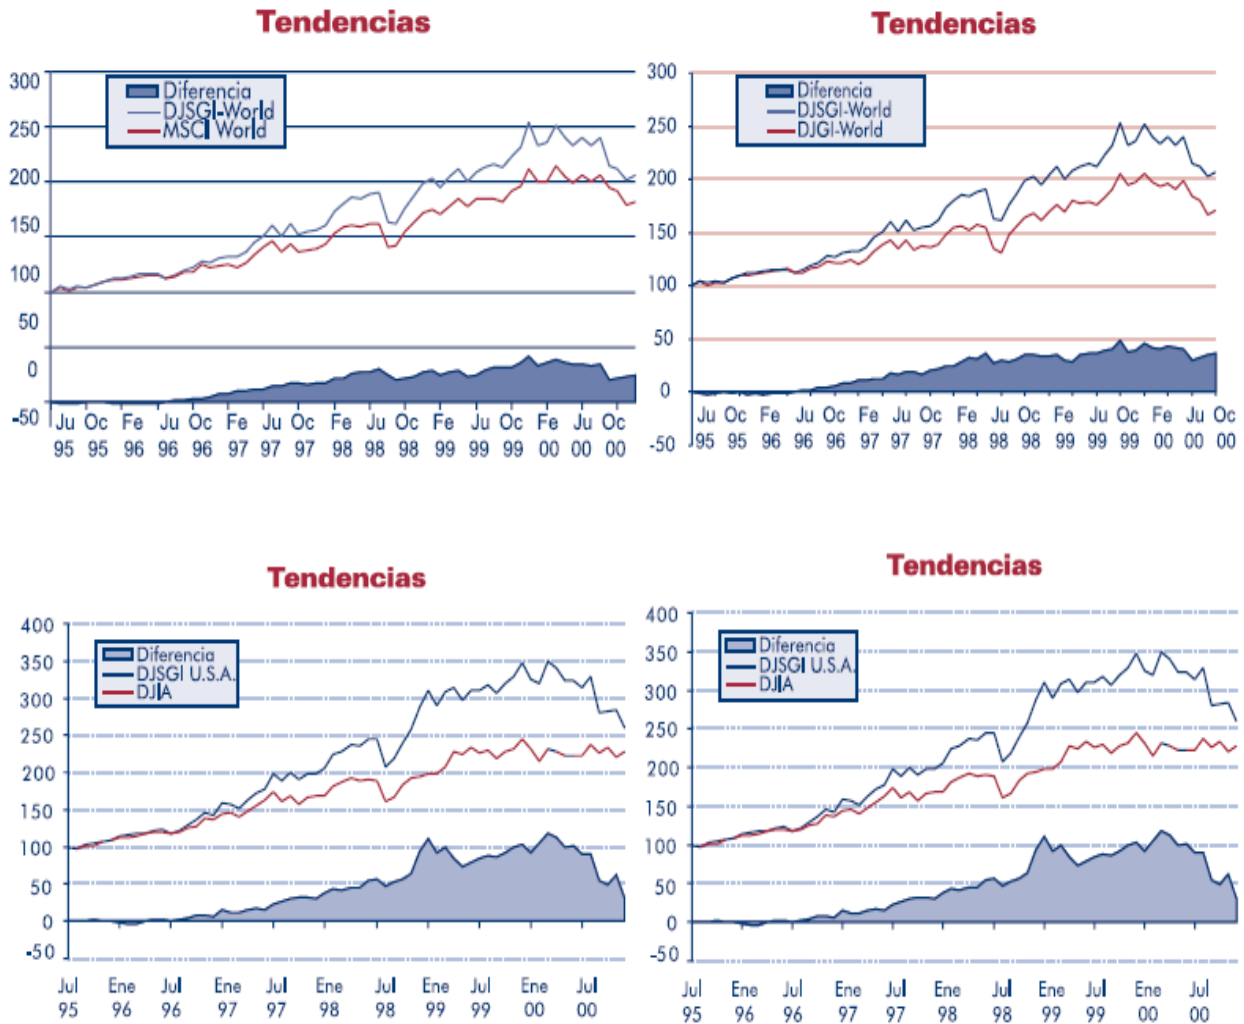 Tendencias
300
250
200
150
100
50
0
-50
Diferencia
DJSGI-World
MSCI World
Ju Oc Fe Ju Oc Fe Ju Oc Fe Ju Oc Fe Ju Oc Fe Ju Oc
95 95 96 96 96 97 97 97 98 98 98 99 99 99 00 00 00
Tendencias
300
250
200
150
100
50
0
-50
Diferencia
DJSGI-World
DJGI-World
Ju Oc Fe Ju Oc Fe Ju Oc Fe Ju Oc Fe Ju Oc Fe Ju Oc
95 95 96 96 96 97 97 97 98 98 98 99 99 99 00 00 00
Tendencias
400
350
300
250
200
150
100
50
0
-50
Diferencia
DJSGI U.S.A.
DJIA
Jul Ene Jul Ene Jul Ene Jul Ene Jul Ene Jul
95 96 96 97 97 98 98 99 99 00 00
Tendencias
400
350
300
250
200
150
100
50
0
-50
Diferencia
DJSGI U.S.A.
DJIA
Jul Ene Jul Ene Jul Ene Jul Ene Jul Ene Jul
95 96 96 97 97 98 98 99 99 00 00